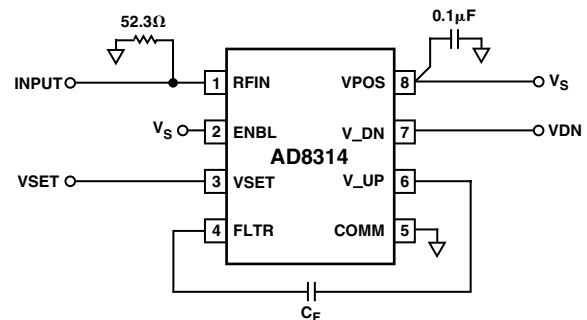 52.3Ω
0.1µF
INPUT
1 RFIN
VPOS 8
VS
VS
2 ENBL
V_DN 7
VDN
AD8314
VSET
3 VSET
V_UP 6
4 FLTR
COMM 5
CF